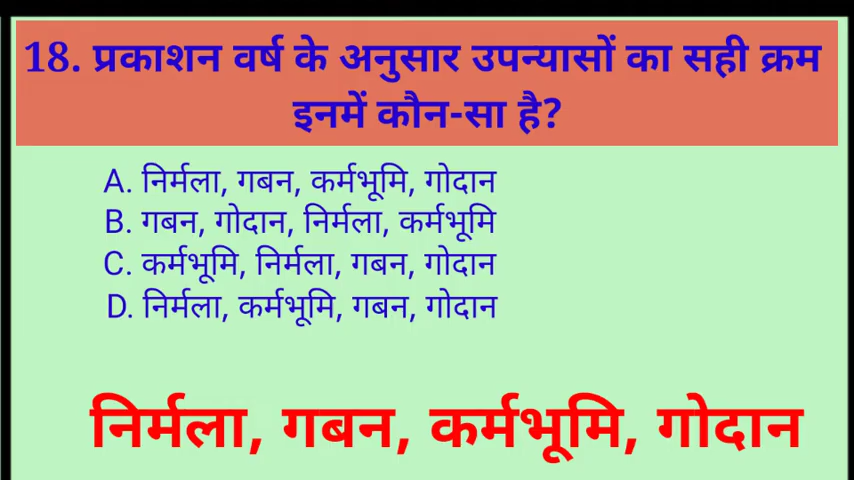 18. प्रकाशन वर्ष के अनुसार उपन्यासों का सही क्रम
इनमें कौन-सा है?
A. निर्मला, गबन, कर्मभूमि, गोदान
B. गबन, गोदान, निर्मला, कर्मभूमि
C. कर्मभूमि, निर्मला, गबन, गोदान
D. निर्मला, कर्मभूमि, गबन, गोदान
निर्मला, गबन, कर्मभूमि, गोदान